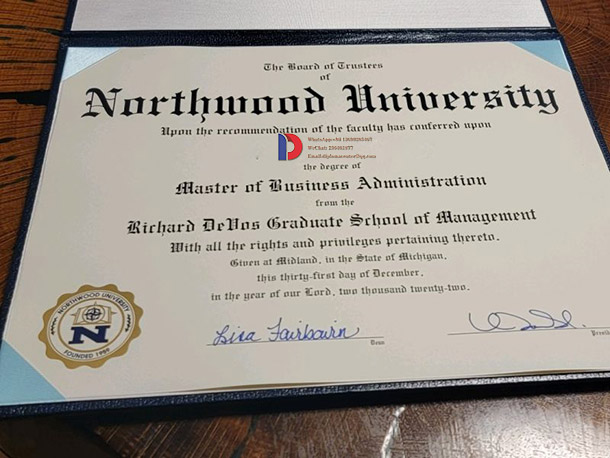 The Board of Trustees
of
Northwood University
Upon the recommendation of the faculty has conferred upon
the degree of
Master of Business Administration
from the
Richard DeVos Graduate School of Management
With all the rights and privileges pertaining thereto.
Given at Midland, in the State of Michigan,
this thirty-first day of December,
in the year of our Lord, two thousand twenty-two.
NORTHWOOD UNIVERSITY
N
FOUNDED 1959
Lisa Fairbairn
Dean